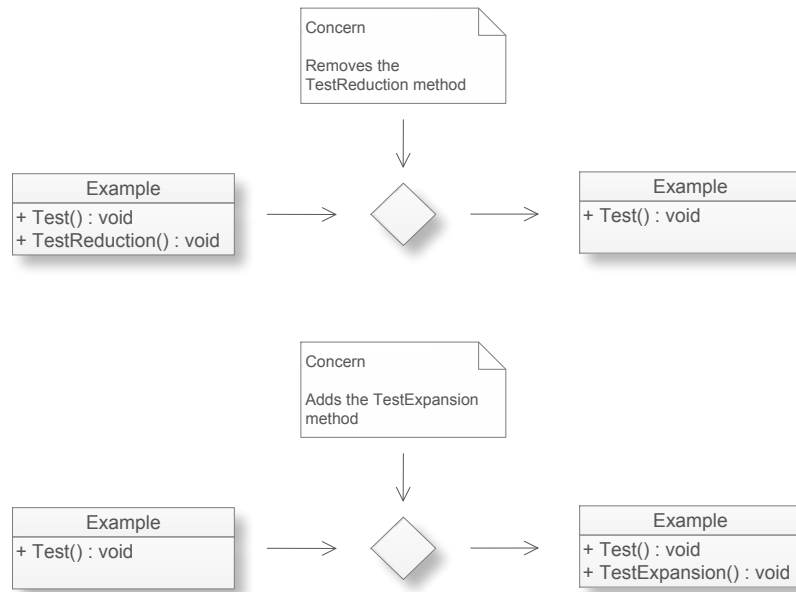 Concern
Removes the
TestReduction method
Example
+ Test() : void
+ TestReduction() : void
Example
+ Test() : void
Concern
Adds the TestExpansion
method
Example
+ Test() : void
Example
+ Test() : void
+ TestExpansion() : void